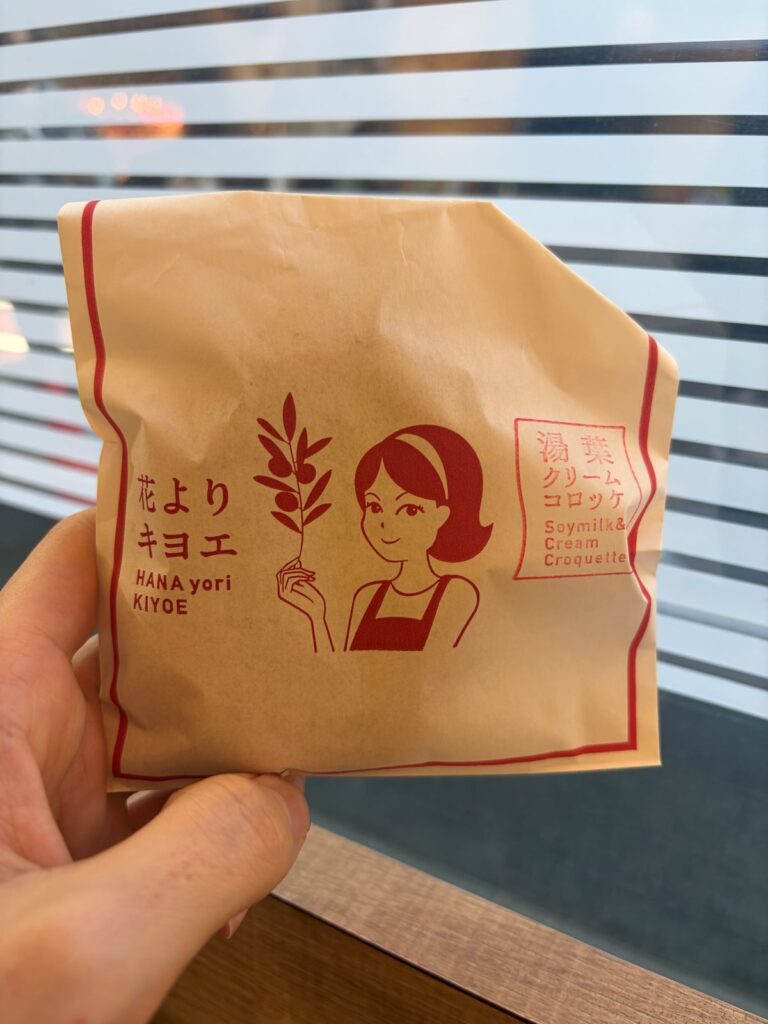 花より
キヨエ
HANA yori
KIYOE
湯葉
クリーム
コロッケ
Soymilk&
Cream
Croquette